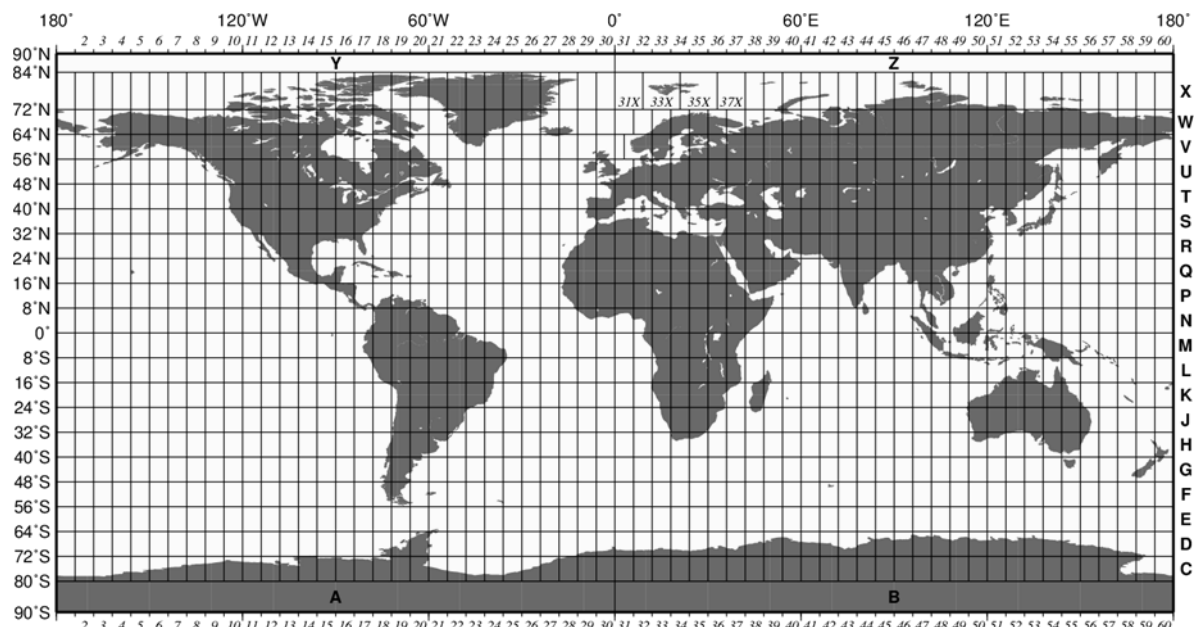 180° 120°W 60°W 0° 60°E 120°E 180°
2 3 4 5 6 7 8 9 10 11 12 13 14 15 16 17 18 19 20 21 22 23 24 25 26 27 28 29 30 31 32 33 34 35 36 37 38 39 40 41 42 43 44 45 46 47 48 49 50 51 52 53 54 55 56 57 58 59 60
90°N
Y Z
84°N
X
31X 33X 35X 37X
72°N
W
64°N
V
56°N
U
48°N
T
40°N
S
32°N
R
24°N
Q
16°N
P
8°N
N
0°
M
8°S
L
16°S
K
24°S
J
32°S
H
40°S
G
48°S
F
56°S
E
64°S
D
72°S
C
80°S
A B
90°S
2 3 4 5 6 7 8 9 10 11 12 13 14 15 16 17 18 19 20 21 22 23 24 25 26 27 28 29 30 31 32 33 34 35 36 37 38 39 40 41 42 43 44 45 46 47 48 49 50 51 52 53 54 55 56 57 58 59 60